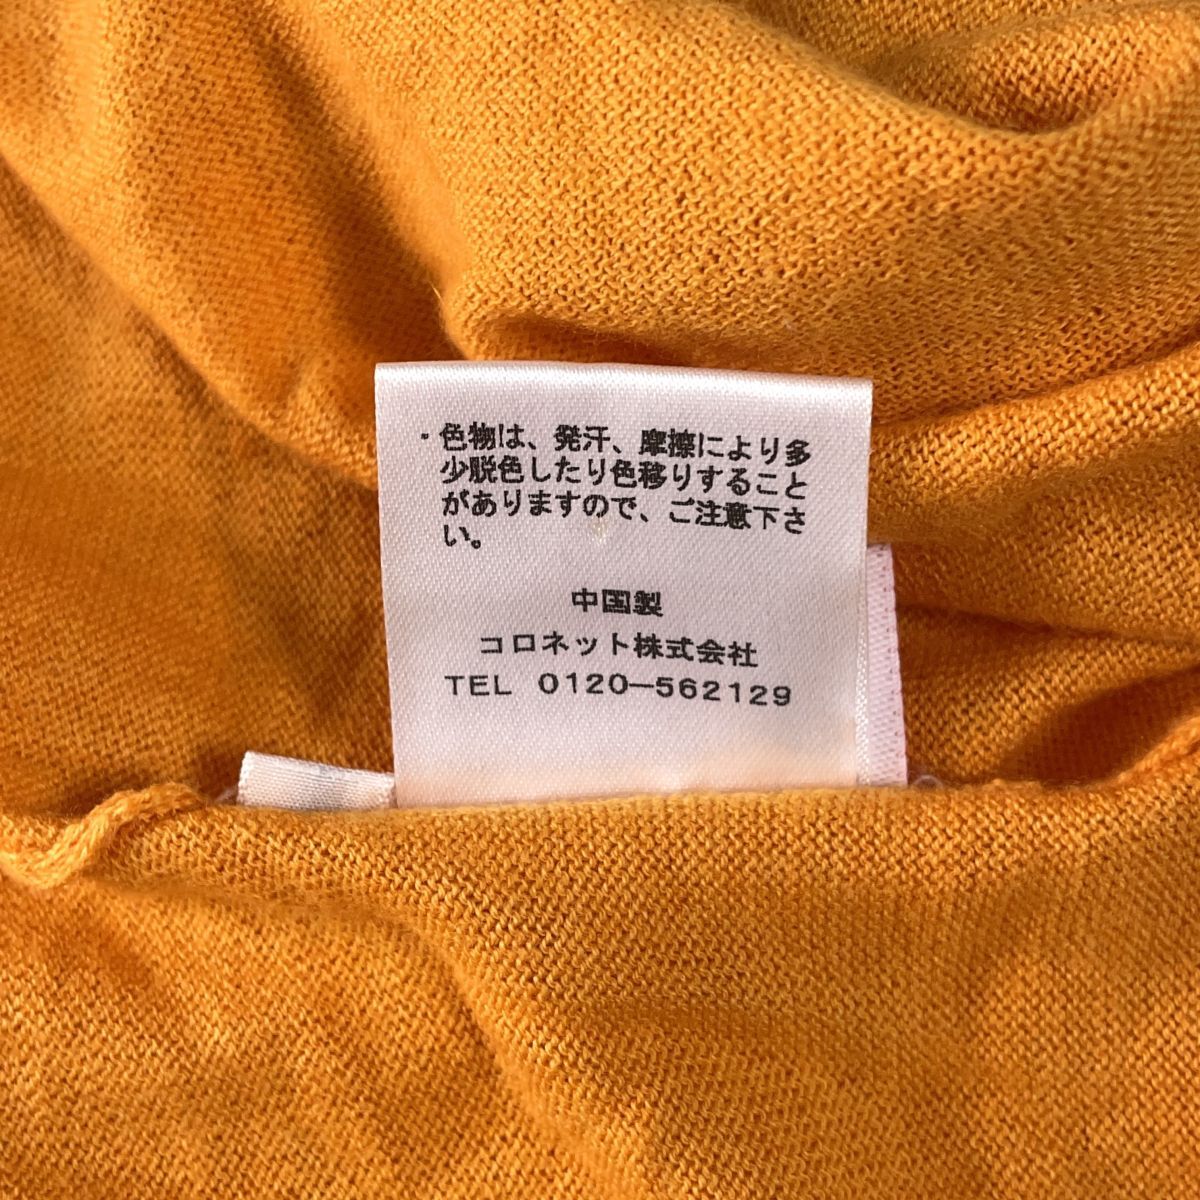 ・色物は、発汗、摩擦により多
少脱色したり色移りすること
がありますので、ご注意下さ
い。
中国製
コロネット株式会社
TEL 0120-562129